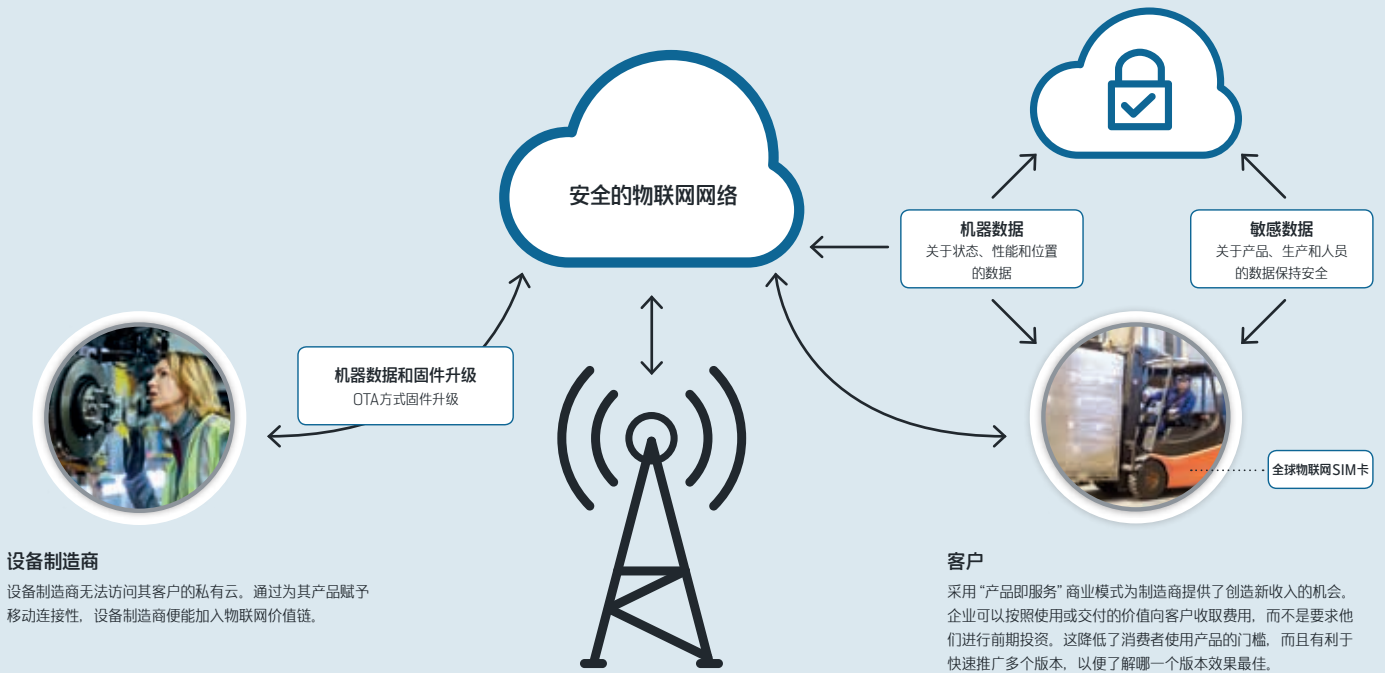 安全的物联网网络
机器数据
关于状态、性能和位置
的数据
敏感数据
关于产品、生产和人员
的数据保持安全
机器数据和固件升级
OTA方式固件升级
全球物联网SIM卡
设备制造商
设备制造商无法访问其客户的私有云。通过为其产品赋予
移动连接性，设备制造商便能加入物联网价值链。
客户
采用“产品即服务”商业模式为制造商提供了创造新收入的机会。
企业可以按照使用或交付的价值向客户收取费用，而不是要求他
们进行前期投资。这降低了消费者使用产品的门槛，而且有利于
快速推广多个版本，以便了解哪一个版本效果最佳。